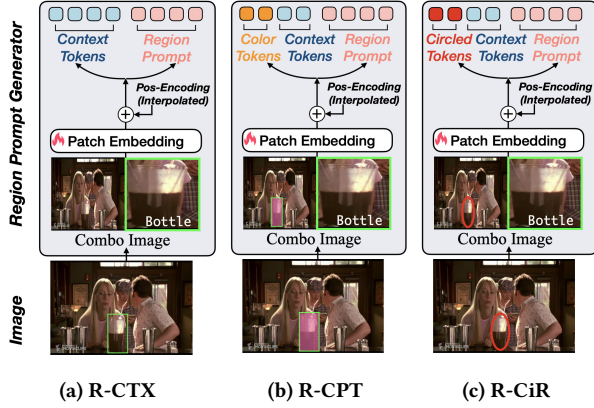 Region Prompt Generator
Image
Context
Tokens
Region
Prompt
Pos-Encoding
(Interpolated)
Patch Embedding
Bottle
Combo Image
(a) R-CTX
Color
Tokens
Context
Tokens
Region
Prompt
Pos-Encoding
(Interpolated)
Patch Embedding
Bottle
Combo Image
(b) R-CPT
Circled
Tokens
Context
Tokens
Region
Prompt
Pos-Encoding
(Interpolated)
Patch Embedding
Bottle
Combo Image
(c) R-CiR